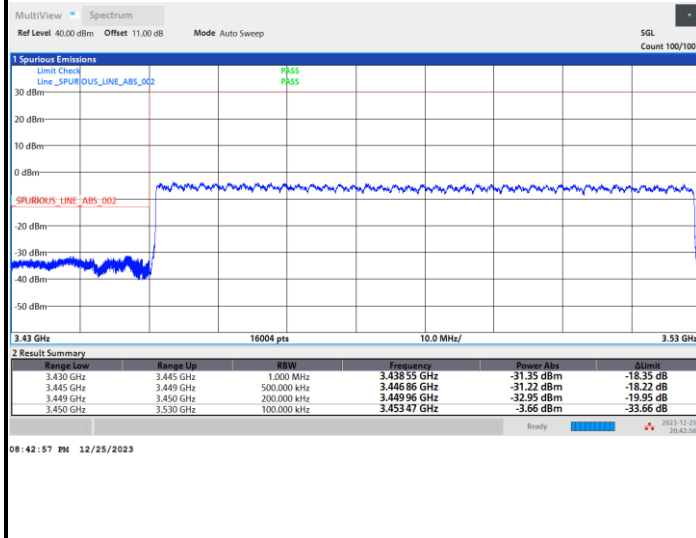 MultiView Spectrum
Ref Level 40.00 dBm Offset 11.00 dB Mode Auto Sweep SGL
Count 100/100
1 Spurious Emissions
Limit Check PASS
Line _SPURIOUS_LINE_ABS_002 PASS
30 dBm
20 dBm
10 dBm
0 dBm
SPURIOUS_LINE_ABS_002
-20 dBm
-30 dBm
-40 dBm
-50 dBm
3.43 GHz 16004 pts 10.0 MHz/ 3.53 GHz
2 Result Summary
Range Low Range Up RBW Frequency Power Abs ΔLimit
3.430 GHz 3.445 GHz 1.000 MHz 3.438 55 GHz -31.35 dBm -18.35 dB
3.445 GHz 3.449 GHz 500.000 kHz 3.446 86 GHz -31.22 dBm -18.22 dB
3.449 GHz 3.450 GHz 200.000 kHz 3.449 96 GHz -32.95 dBm -19.95 dB
3.450 GHz 3.530 GHz 100.000 kHz 3.453 47 GHz -3.66 dBm -33.66 dB
Ready 2023-12-25
20:42:56
08:42:57 PM 12/25/2023